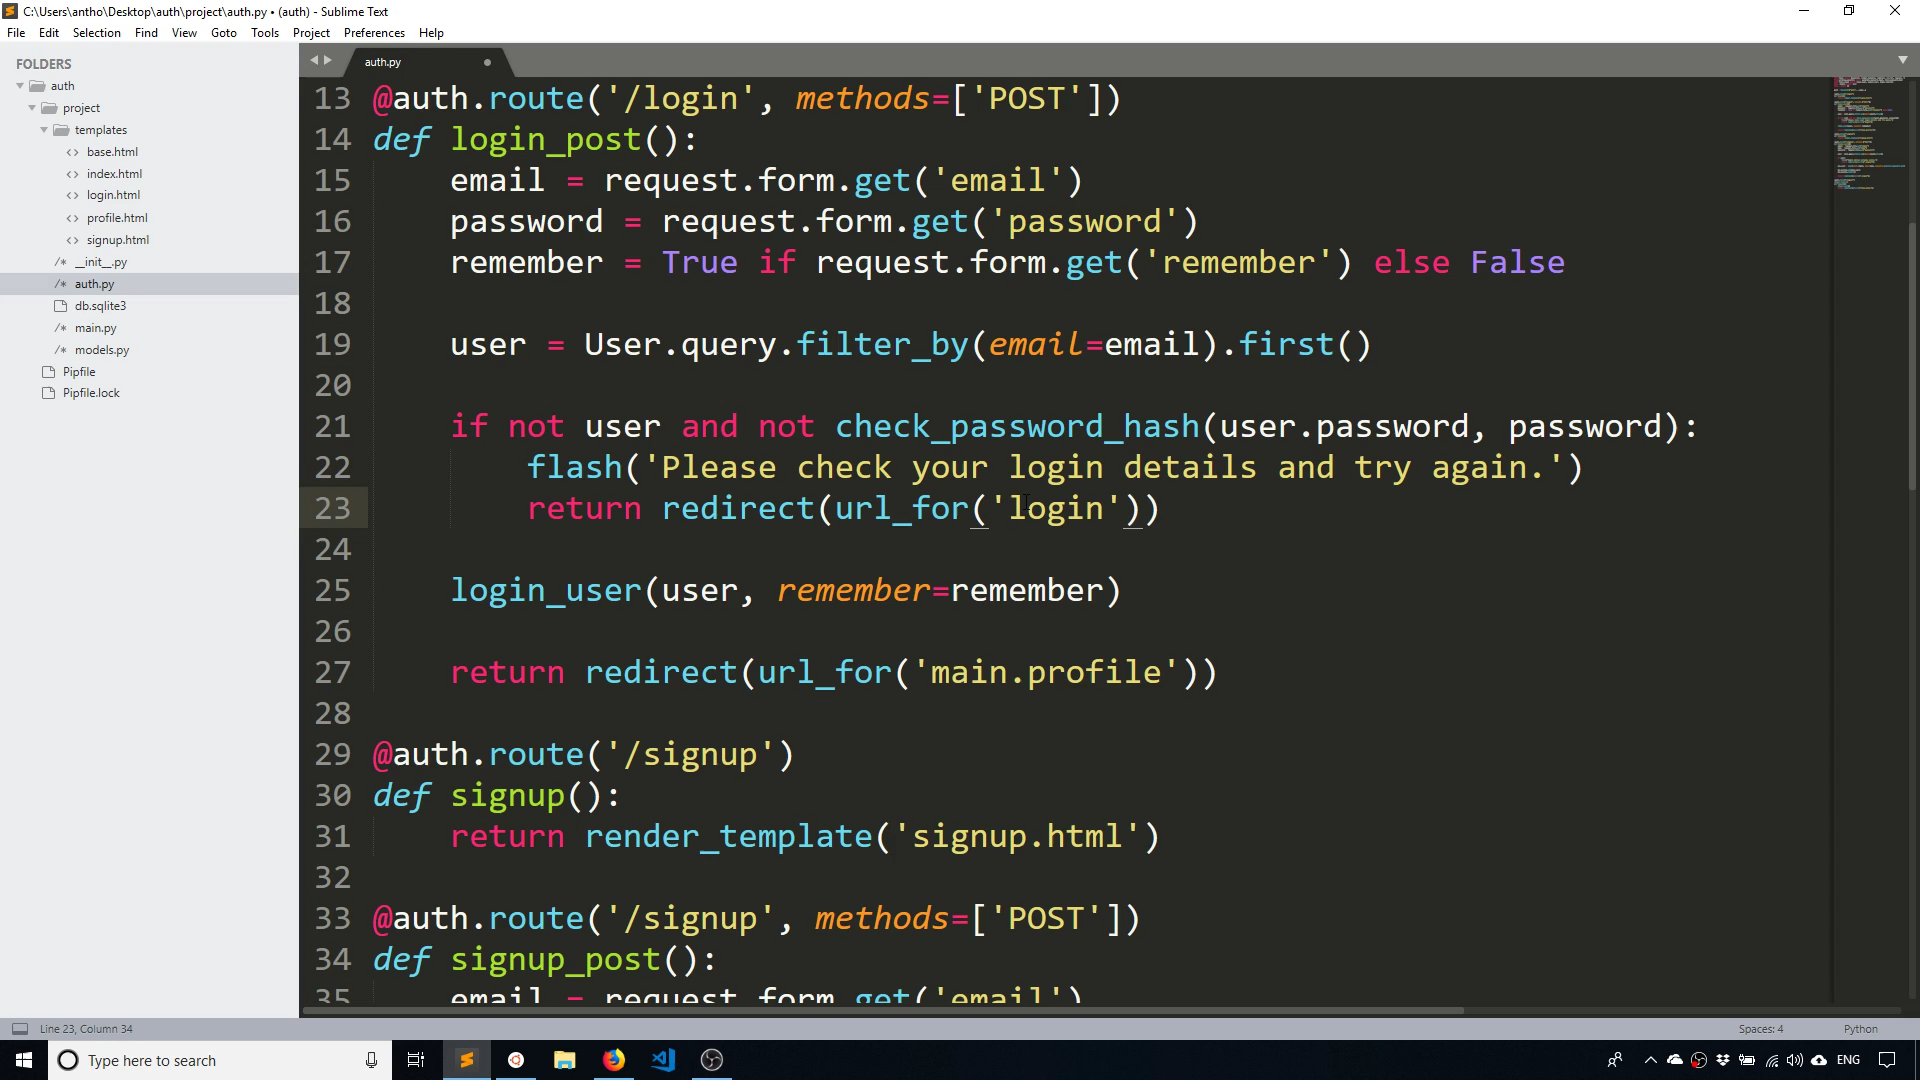 C:\Users\antho\Desktop\auth\project\auth.py • (auth) - Sublime Text
File Edit Selection Find View Goto Tools Project Preferences Help
FOLDERS
auth
project
templates
base.html
index.html
login.html
profile.html
signup.html
__init__.py
auth.py
db.sqlite3
main.py
models.py
Pipfile
Pipfile.lock
auth.py
13 @auth.route('/login', methods=['POST'])
14 def login_post():
15 email = request.form.get('email')
16 password = request.form.get('password')
17 remember = True if request.form.get('remember') else False
18
19 user = User.query.filter_by(email=email).first()
20
21 if not user and not check_password_hash(user.password, password):
22 flash('Please check your login details and try again.')
23 return redirect(url_for('login'))
24
25 login_user(user, remember=remember)
26
27 return redirect(url_for('main.profile'))
28
29 @auth.route('/signup')
30 def signup():
31 return render_template('signup.html')
32
33 @auth.route('/signup', methods=['POST'])
34 def signup_post():
35 email = request.form.get('email')
Line 23, Column 34
Spaces: 4
Python
Type here to search
ENG